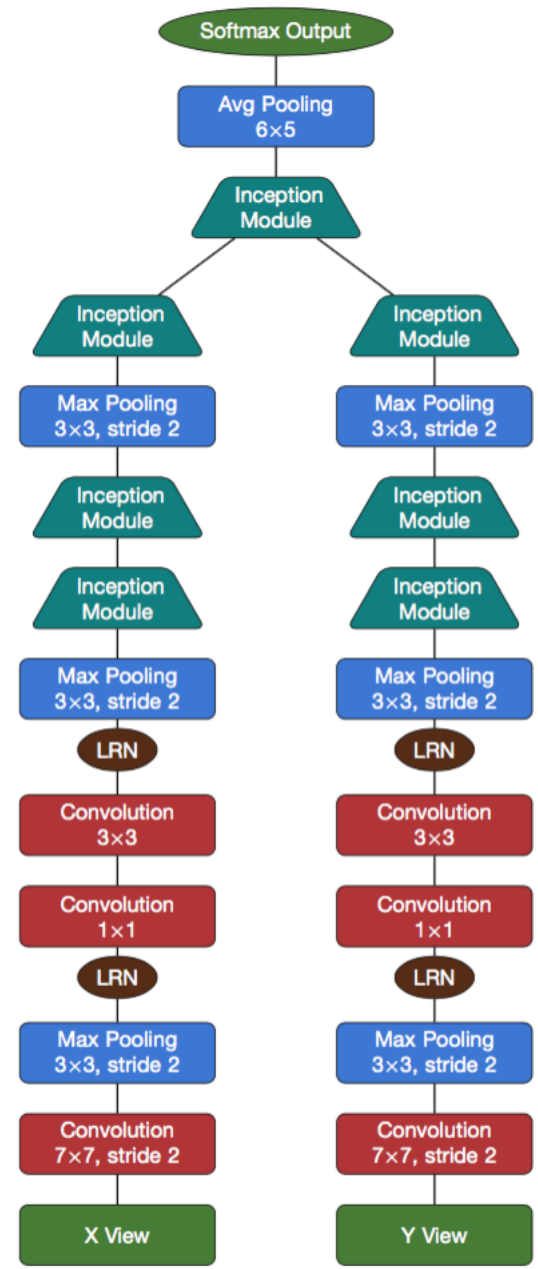 Softmax Output
Avg Pooling
6×5
Inception
Module
Inception
Module
Inception
Module
Max Pooling
3×3, stride 2
Max Pooling
3×3, stride 2
Inception
Module
Inception
Module
Inception
Module
Inception
Module
Max Pooling
3×3, stride 2
Max Pooling
3×3, stride 2
LRN
LRN
Convolution
3×3
Convolution
3×3
Convolution
1×1
Convolution
1×1
LRN
LRN
Max Pooling
3×3, stride 2
Max Pooling
3×3, stride 2
Convolution
7×7, stride 2
Convolution
7×7, stride 2
X View
Y View